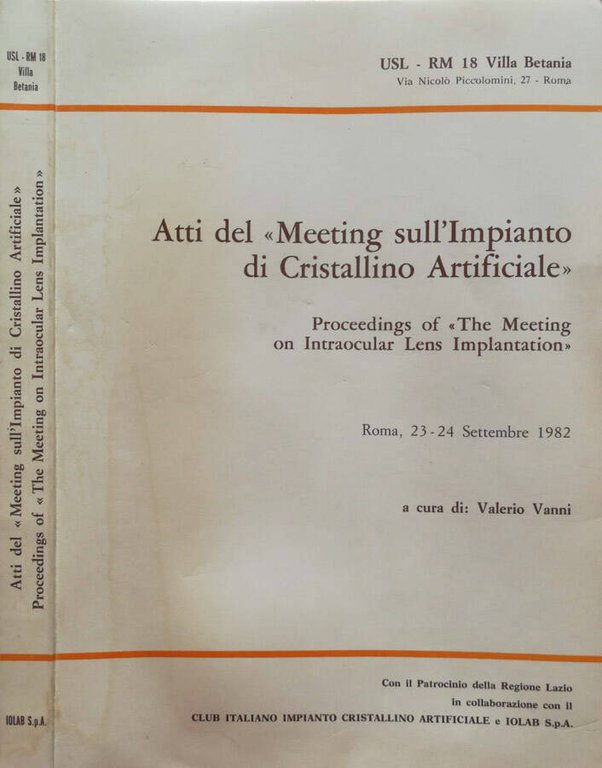 USL - RM 18
Villa
Betania
Atti del «Meeting sull'Impianto di Cristallino Artificiale»
Proceedings of «The Meeting on Intraocular Lens Implantation»
IOLAB S.p.A.
USL - RM 18 Villa Betania
Via Nicolò Piccolomini, 27 - Roma
Atti del «Meeting sull'Impianto
di Cristallino Artificiale»
Proceedings of «The Meeting
on Intraocular Lens Implantation»
Roma, 23-24 Settembre 1982
a cura di: Valerio Vanni
Con il Patrocinio della Regione Lazio
in collaborazione con il
CLUB ITALIANO IMPIANTO CRISTALLINO ARTIFICIALE e IOLAB S.p.A.